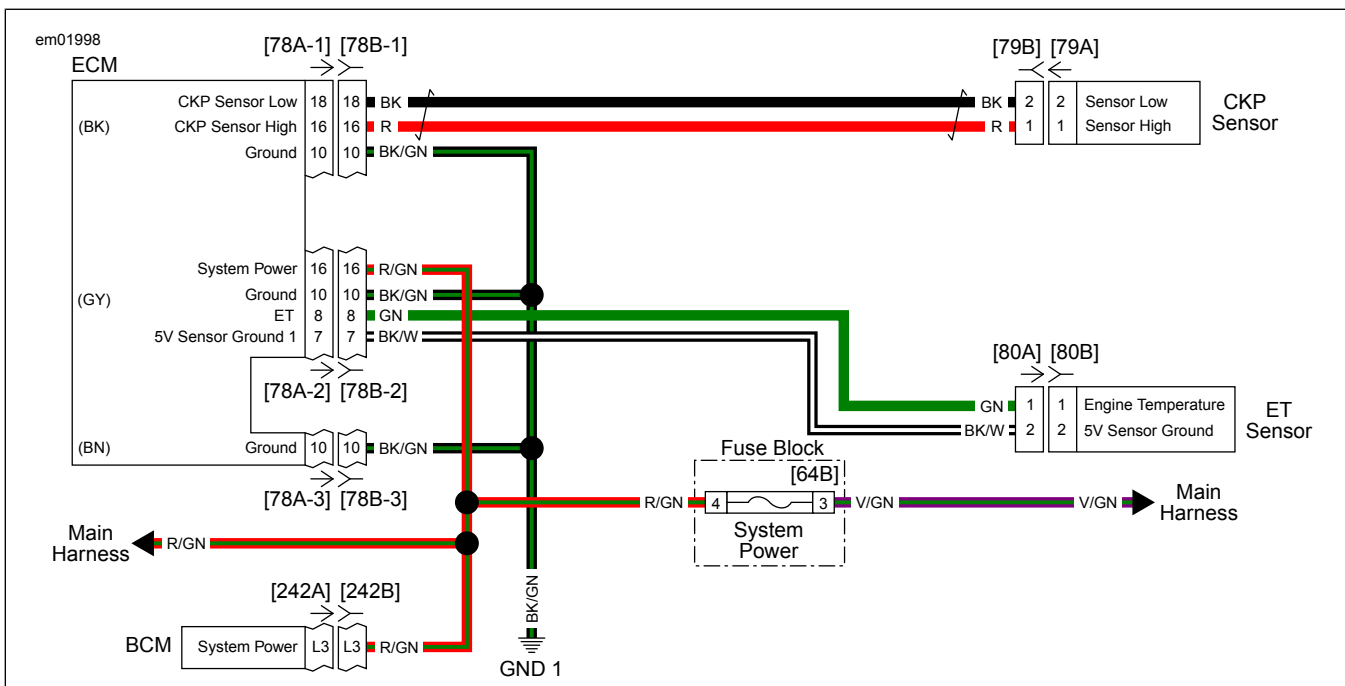 em01998
ECM
[78A-1] [78B-1]
(BK)
CKP Sensor Low 18 18 BK
CKP Sensor High 16 16 R
Ground 10 10 BK/GN
[79B] [79A]
BK 2 2 Sensor Low
R 1 1 Sensor High
CKP
Sensor
(GY)
System Power 16 16 R/GN
Ground 10 10 BK/GN
ET 8 8 GN
5V Sensor Ground 1 7 7 BK/W
[78A-2] [78B-2]
[80A] [80B]
GN 1 1 Engine Temperature
BK/W 2 2 5V Sensor Ground
ET
Sensor
(BN)
Ground 10 10 BK/GN
[78A-3] [78B-3]
Fuse Block
[64B]
R/GN 4 3 V/GN V/GN
System
Power
Main
Harness
Main
Harness
R/GN
[242A] [242B]
BCM System Power L3 L3 R/GN
BK/GN
GND 1